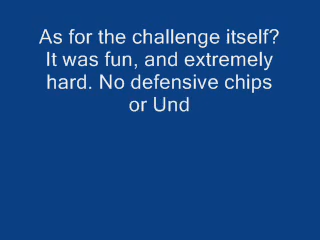 As for the challenge itself?
It was fun, and extremely
hard. No defensive chips
or Und